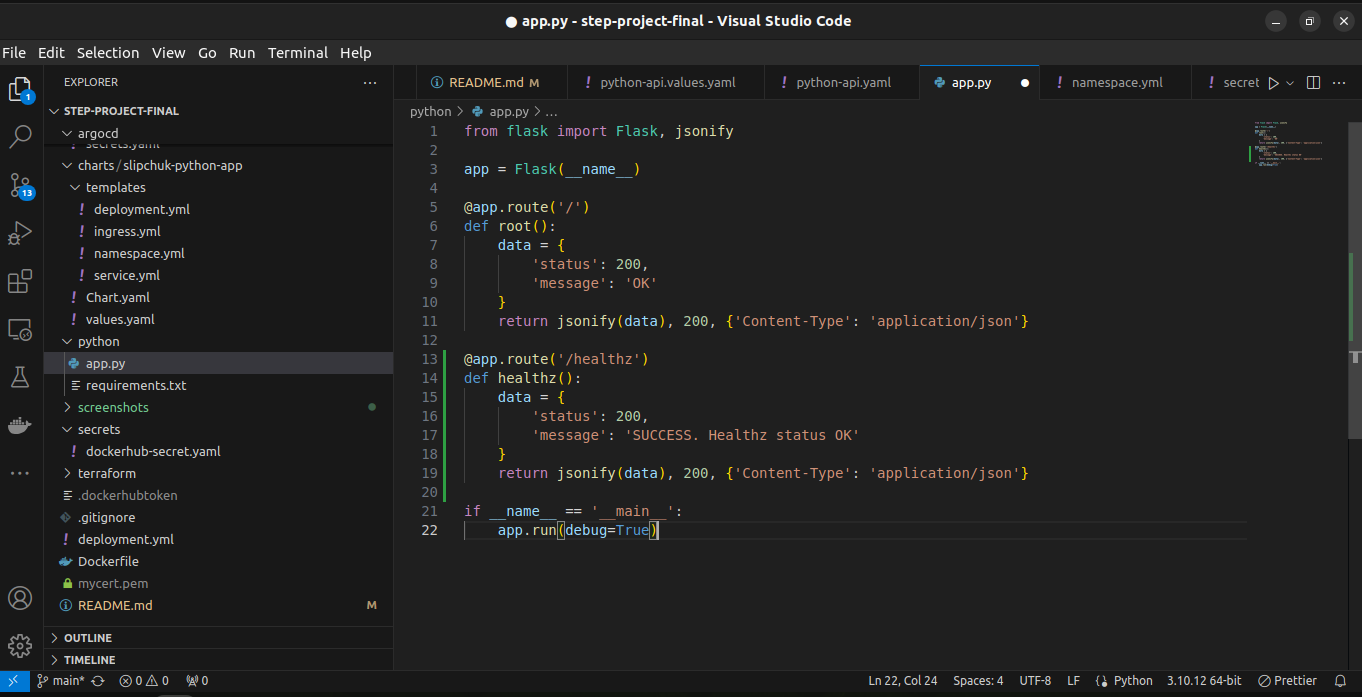 ● app.py - step-project-final - Visual Studio Code
File Edit Selection View Go Run Terminal Help
EXPLORER
README.md M
python-api.values.yaml
python-api.yaml
app.py
namespace.yml
secret
1
STEP-PROJECT-FINAL
argocd
secrets.yaml
charts / slipchuk-python-app
templates
deployment.yml
ingress.yml
namespace.yml
service.yml
Chart.yaml
values.yaml
python
app.py
requirements.txt
screenshots
secrets
dockerhub-secret.yaml
terraform
.dockerhubtoken
.gitignore
deployment.yml
Dockerfile
mycert.pem
README.md M
OUTLINE
TIMELINE
13
python > app.py > ...
1 from flask import Flask, jsonify
2
3 app = Flask(__name__)
4
5 @app.route('/')
6 def root():
7     data = {
8         'status': 200,
9         'message': 'OK'
10     }
11     return jsonify(data), 200, {'Content-Type': 'application/json'}
12
13 @app.route('/healthz')
14 def healthz():
15     data = {
16         'status': 200,
17         'message': 'SUCCESS. Healthz status OK'
18     }
19     return jsonify(data), 200, {'Content-Type': 'application/json'}
20
21 if __name__ == '__main__':
22     app.run(debug=True)
main* 0 0 0 Ln 22, Col 24 Spaces: 4 UTF-8 LF Python 3.10.12 64-bit Prettier